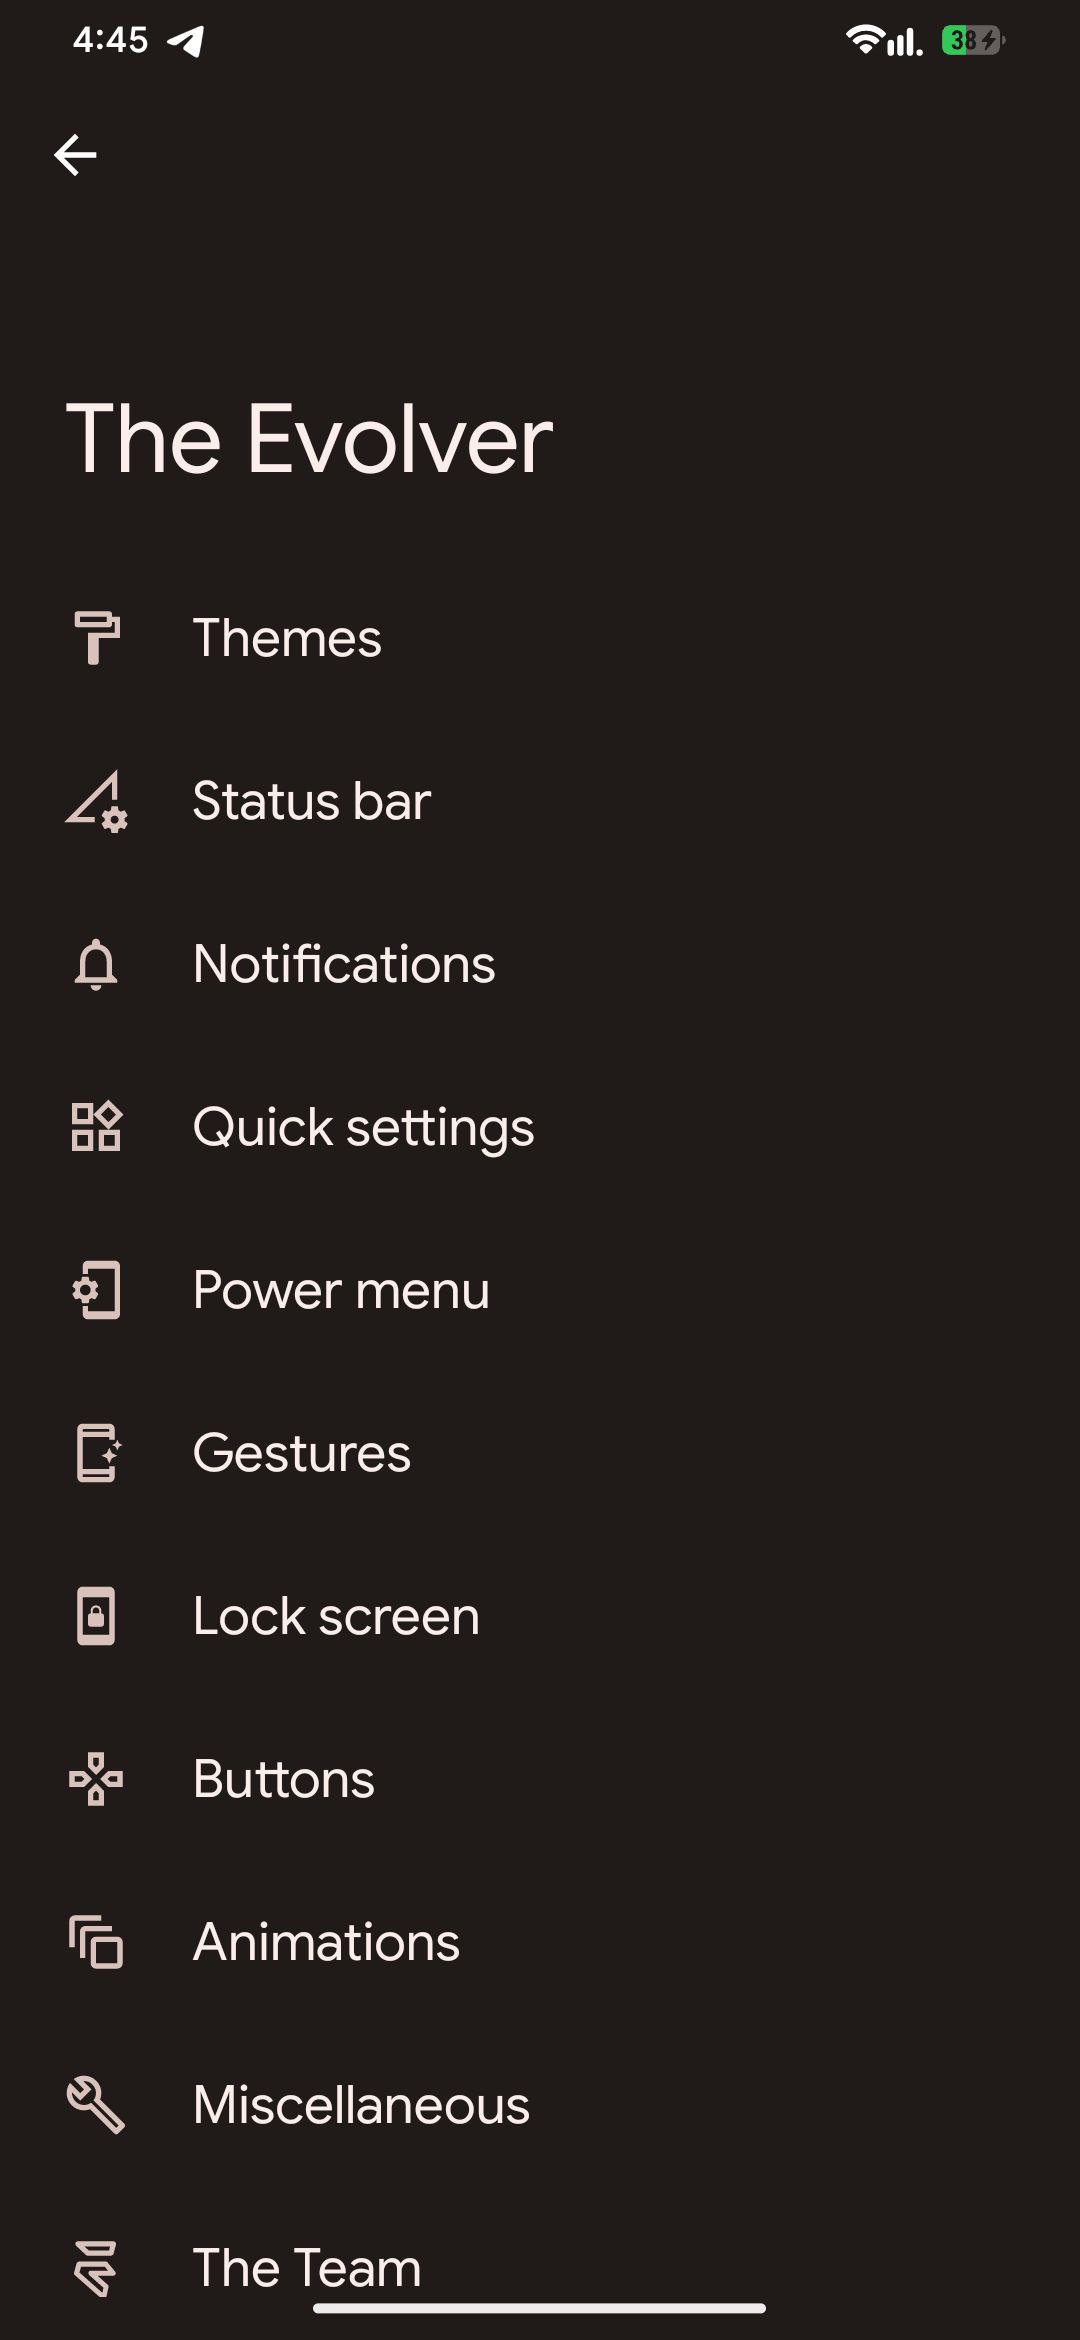 4:45
38
The Evolver
Themes
Status bar
Notifications
Quick settings
Power menu
Gestures
Lock screen
Buttons
Animations
Miscellaneous
The Team